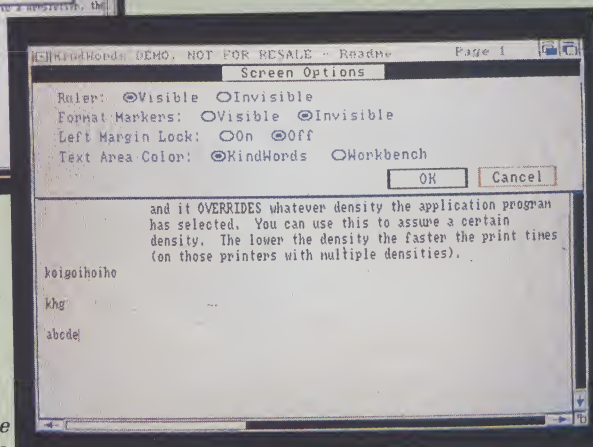 KindWords DEMO, NOT FOR RESALE - Readme Page 1
Screen Options
Ruler: Visible Invisible
Format Markers: Visible Invisible
Left Margin Lock: On Off
Text Area Color: KindWords Workbench
OK Cancel
and it OVERRIDES whatever density the application program
has selected. You can use this to assure a certain
density. The lower the density the faster the print times
(on those printers with multiple densities).
koigoihoiho
khg
abcde